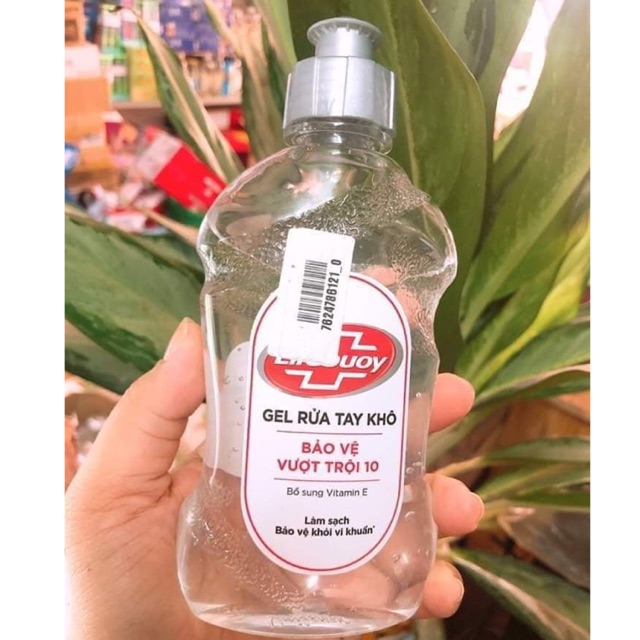 7624786121_0
Lifebuoy
GEL RỬA TAY KHÔ
BẢO VỆ
VƯỢT TRỘI 10
Bổ sung Vitamin E
Làm sạch
Bảo vệ khỏi vi khuẩn*